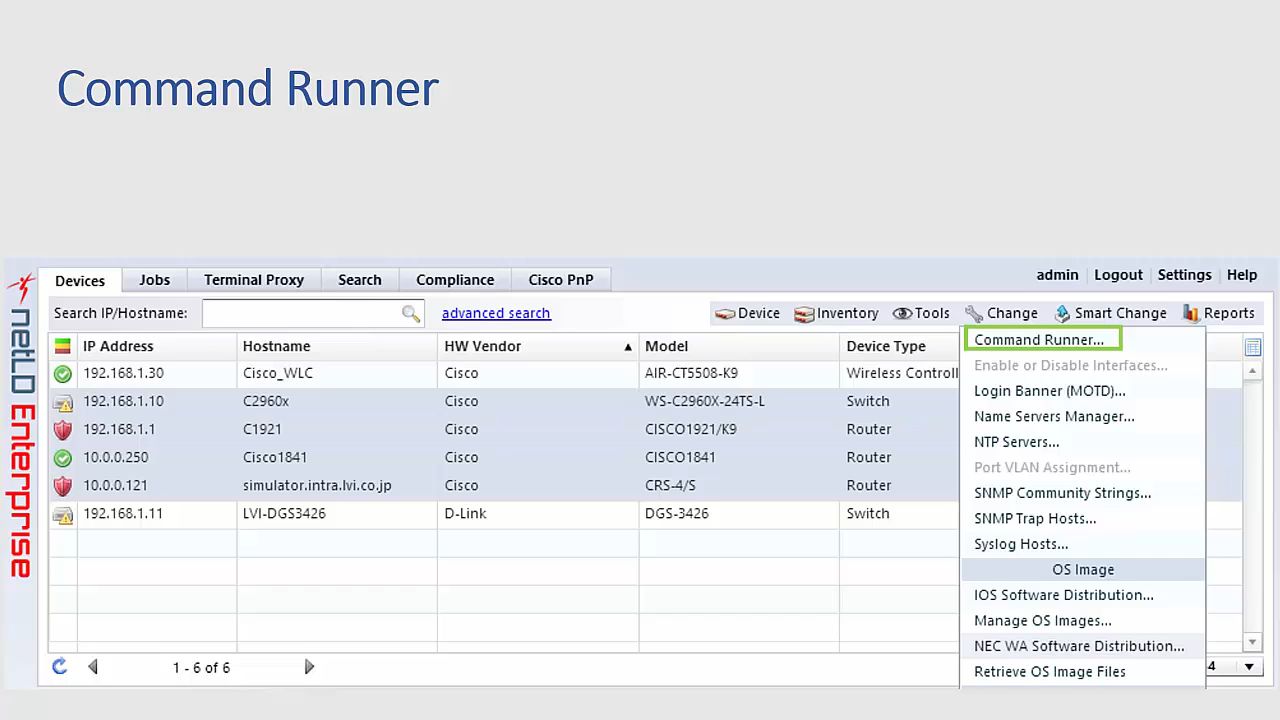 Command Runner
netLD Enterprise
Devices Jobs Terminal Proxy Search Compliance Cisco PnP admin Logout Settings Help
Search IP/Hostname: advanced search Device Inventory Tools Change Smart Change Reports
IP Address Hostname HW Vendor Model Device Type
192.168.1.30 Cisco_WLC Cisco AIR-CT5508-K9 Wireless Controll
192.168.1.10 C2960x Cisco WS-C2960X-24TS-L Switch
192.168.1.1 C1921 Cisco CISCO1921/K9 Router
10.0.0.250 Cisco1841 Cisco CISCO1841 Router
10.0.0.121 simulator.intra.lvi.co.jp Cisco CRS-4/S Router
192.168.1.11 LVI-DGS3426 D-Link DGS-3426 Switch
Command Runner...
Enable or Disable Interfaces...
Login Banner (MOTD)...
Name Servers Manager...
NTP Servers...
Port VLAN Assignment...
SNMP Community Strings...
SNMP Trap Hosts...
Syslog Hosts...
OS Image
IOS Software Distribution...
Manage OS Images...
NEC WA Software Distribution...
Retrieve OS Image Files
1 - 6 of 6 4